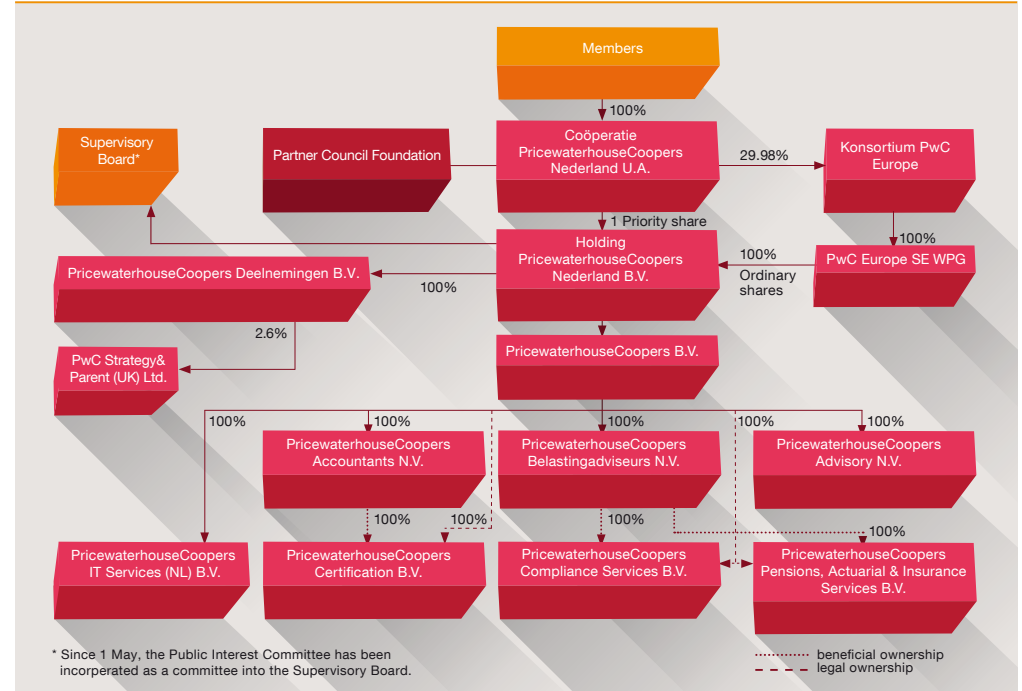 Members
100%
Supervisory
Board*
Partner Council Foundation
Coöperatie
PricewaterhouseCoopers
Nederland U.A.
29.98%
Konsortium PwC
Europe
1 Priority share
100%
Holding
PricewaterhouseCoopers
Nederland B.V.
100%
Ordinary
shares
PwC Europe SE WPG
PricewaterhouseCoopers Deelnemingen B.V.
100%
2.6%
PwC Strategy&
Parent (UK) Ltd.
PricewaterhouseCoopers B.V.
100%
100%
100%
100%
100%
PricewaterhouseCoopers
Accountants N.V.
PricewaterhouseCoopers
Belastingadviseurs N.V.
PricewaterhouseCoopers
Advisory N.V.
100%
100%
100%
100%
PricewaterhouseCoopers
IT Services (NL) B.V.
PricewaterhouseCoopers
Certification B.V.
PricewaterhouseCoopers
Compliance Services B.V.
PricewaterhouseCoopers
Pensions, Actuarial & Insurance
Services B.V.
* Since 1 May, the Public Interest Committee has been
incorperated as a committee into the Supervisory Board.
beneficial ownership
legal ownership